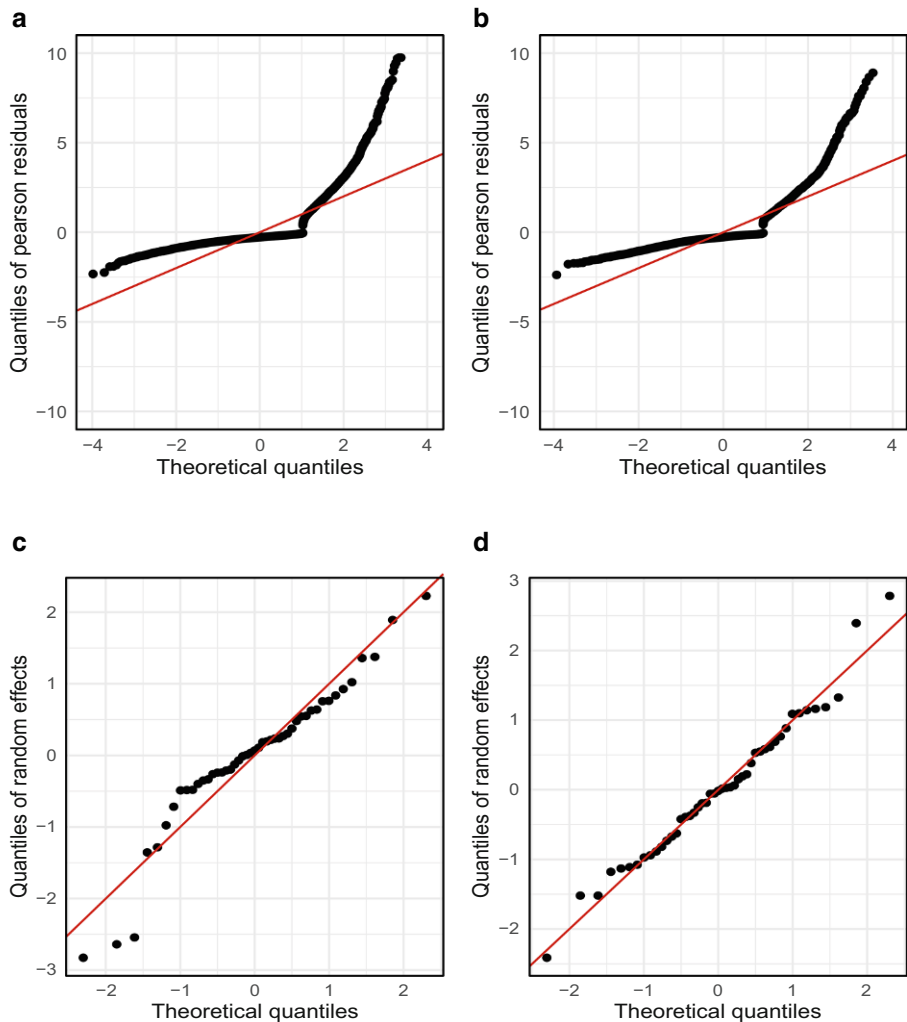 a
10
5
0
−5
−10
Quantiles of pearson residuals
−4 −2 0 2 4
Theoretical quantiles
b
10
5
0
−5
−10
Quantiles of pearson residuals
−4 −2 0 2 4
Theoretical quantiles
c
2
1
0
−1
−2
−3
Quantiles of random effects
−2 −1 0 1 2
Theoretical quantiles
d
3
2
1
0
−1
−2
Quantiles of random effects
−2 −1 0 1 2
Theoretical quantiles